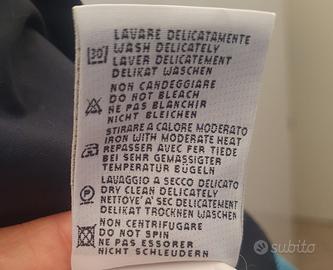 LAVARE DELICATAMENTE
30 WASH DELICATELY
LAVER DELICATEMENT
DELIKAT WASCHEN
NON CANDEGGIARE
DO NOT BLEACH
NE PAS BLANCHIR
NICHT BLEICHEN
STIRARE A CALORE MODERATO
IRON WITH MODERATE HEAT
REPASSER AVEC FER TIEDE
BEI SEHR GEMASSIGTER
TEMPERATUR BUGELN
LAVAGGIO A SECCO DELICATO
P DRY CLEAN DELICATELY
NETTOYE' A' SEC DELICATEMENT
DELIKAT TROCKNEN WASCHEN
NON CENTRIFUGARE
DO NOT SPIN
NE PAS ESSORER
NICHT SCHLEUDERN
subito